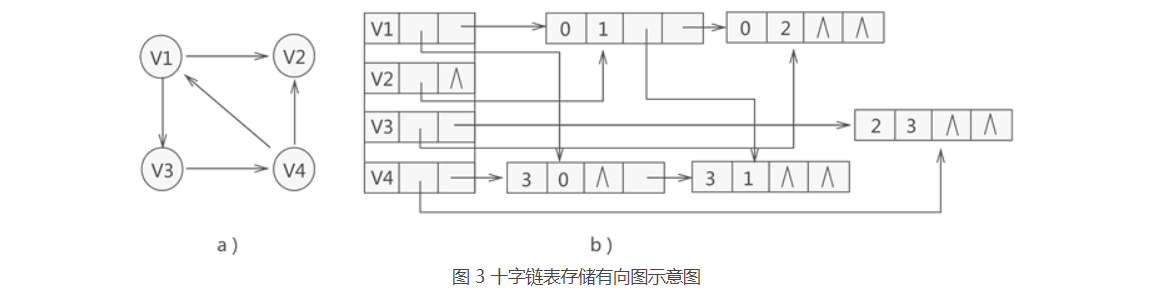 V1 V2
V3 V4
a)
V1 0 1 0 2 ∧ ∧
V2 ∧
V3 2 3 ∧ ∧
V4 3 0 ∧ 3 1 ∧ ∧
b)
图 3 十字链表存储有向图示意图